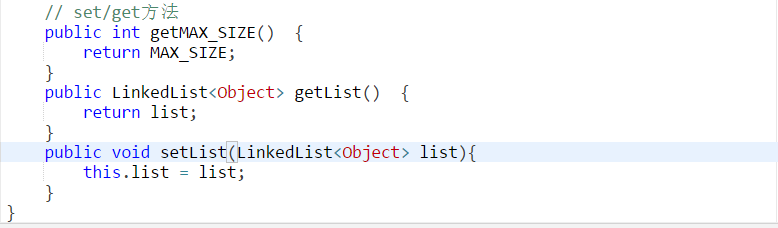 // set/get方法
public int getMAX_SIZE()  {
return MAX_SIZE;
}
public LinkedList<Object> getList()  {
return list;
}
public void setList(LinkedList<Object> list){
this.list = list;
}
}